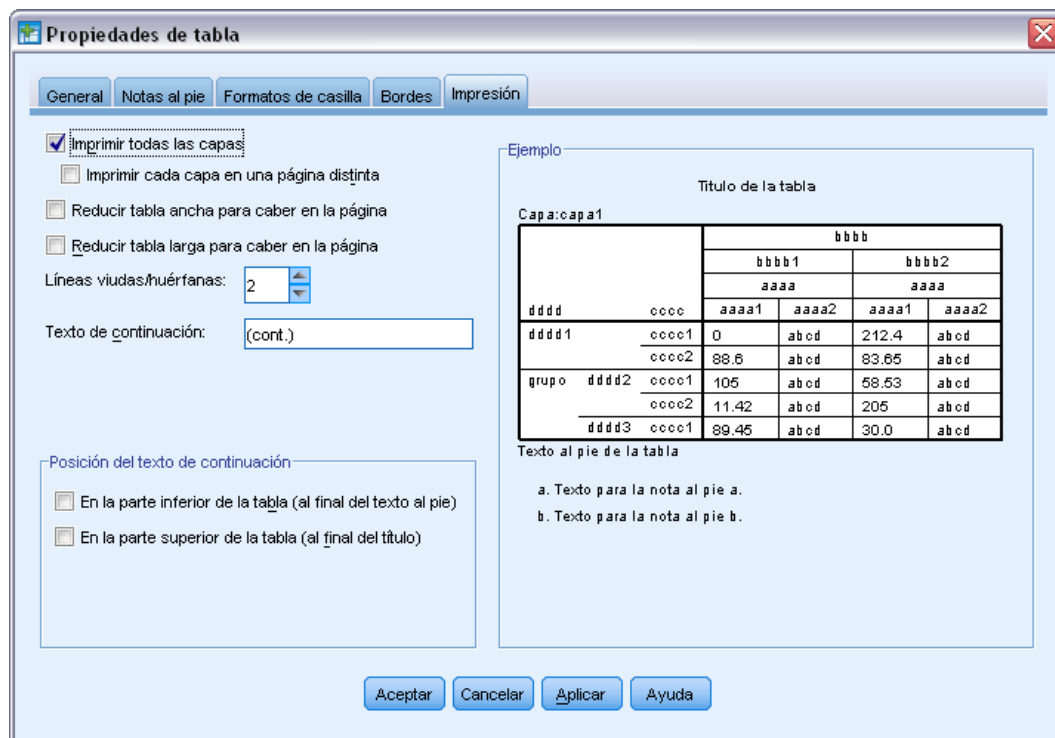 Propiedades de tabla
General Notas al pie Formatos de casilla Bordes Impresión
Imprimir todas las capas
Imprimir cada capa en una página distinta
Reducir tabla ancha para caber en la página
Reducir tabla larga para caber en la página
Líneas viudas/huérfanas: 2
Texto de continuación: (cont.)
Posición del texto de continuación
En la parte inferior de la tabla (al final del texto al pie)
En la parte superior de la tabla (al final del título)
Ejemplo
Titulo de la tabla
Capa:capa1
bbbb
bbbb1 bbbb2
aaaa aaaa
dddd cccc aaaa1 aaaa2 aaaa1 aaaa2
dddd1 cccc1 0 abcd 212.4 abcd
cccc2 88.6 abcd 83.65 abcd
grupo dddd2 cccc1 105 abcd 58.53 abcd
cccc2 11.42 abcd 205 abcd
dddd3 cccc1 89.45 abcd 30.0 abcd
Texto al pie de la tabla
a. Texto para la nota al pie a.
b. Texto para la nota al pie b.
Aceptar Cancelar Aplicar Ayuda